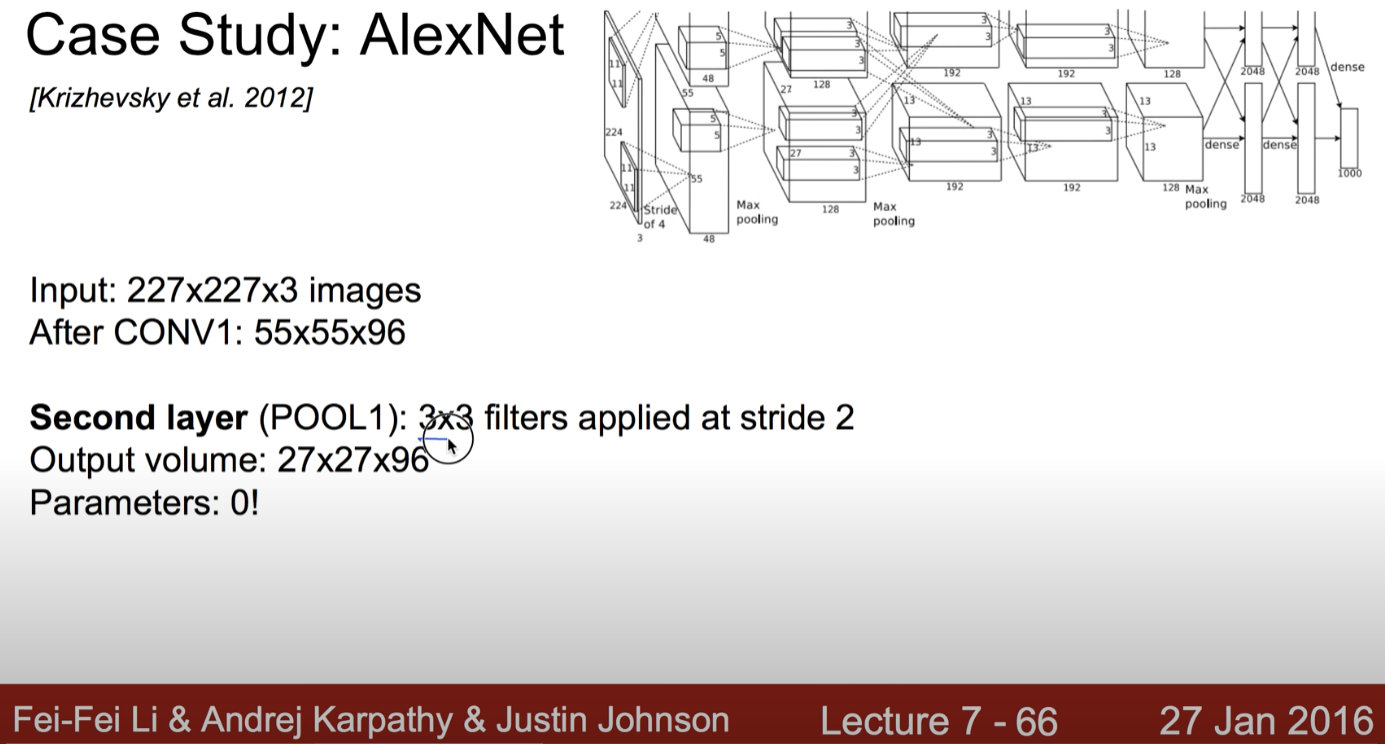 Case Study: AlexNet
[Krizhevsky et al. 2012]
11
11
224
11
11
224
Stride
of 4
3
55
55
48
48
5
5
5
5
Max
pooling
27
128
3
3
27
3
3
128
3
3
Max
pooling
3
3
192
13
13
3
3
192
3
3
192
13
13
3
3
192
128
13
13
128
Max
pooling
dense
2048
2048
dense
2048
2048
dense
1000
Input: 227x227x3 images
After CONV1: 55x55x96
Second layer (POOL1): 3x3 filters applied at stride 2
Output volume: 27x27x96
Parameters: 0!
Fei-Fei Li & Andrej Karpathy & Justin Johnson
Lecture 7 - 66
27 Jan 2016